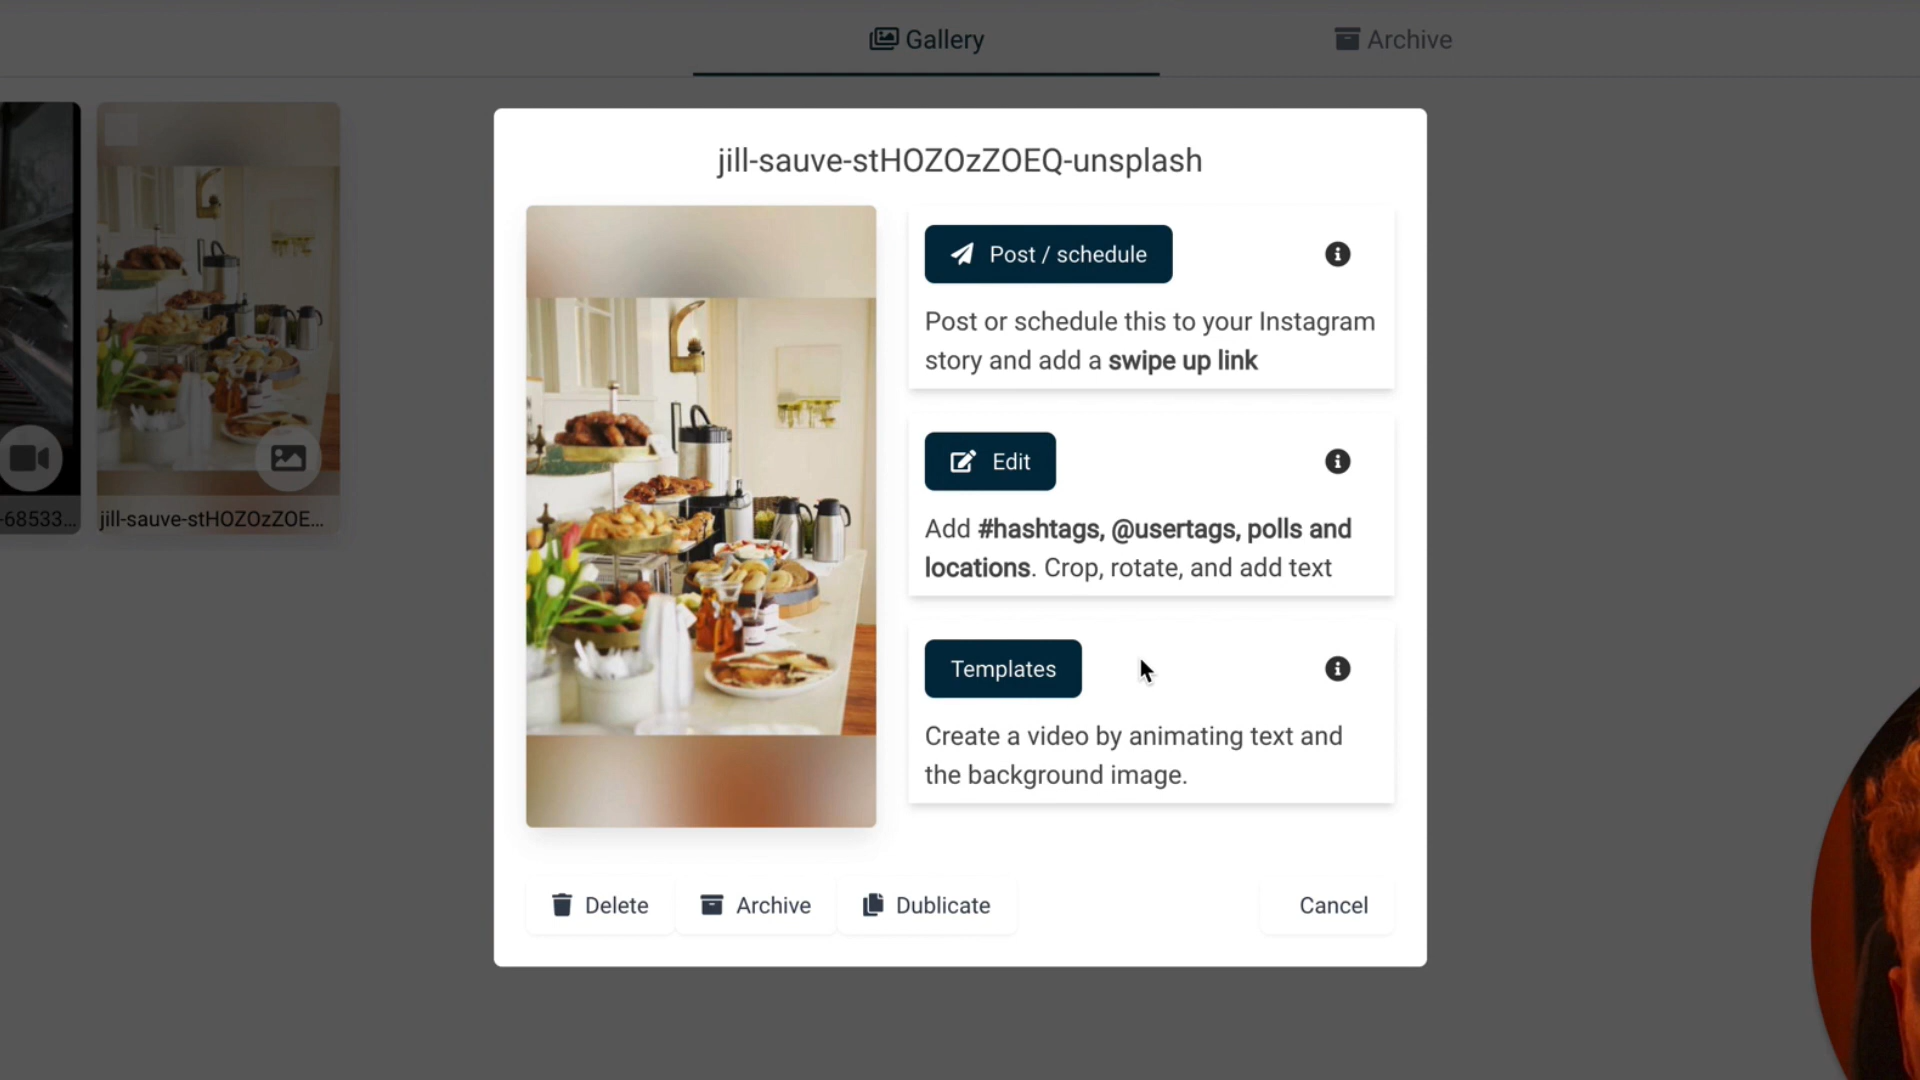 Gallery
Archive
jill-sauve-stHOZOzZOEQ-unsplash
Post / schedule
Post or schedule this to your Instagram
story and add a swipe up link
Edit
Add #hashtags, @usertags, polls and
locations. Crop, rotate, and add text
Templates
Create a video by animating text and
the background image.
-68533...
jill-sauve-stHOZOzZOE...
Delete
Archive
Dublicate
Cancel